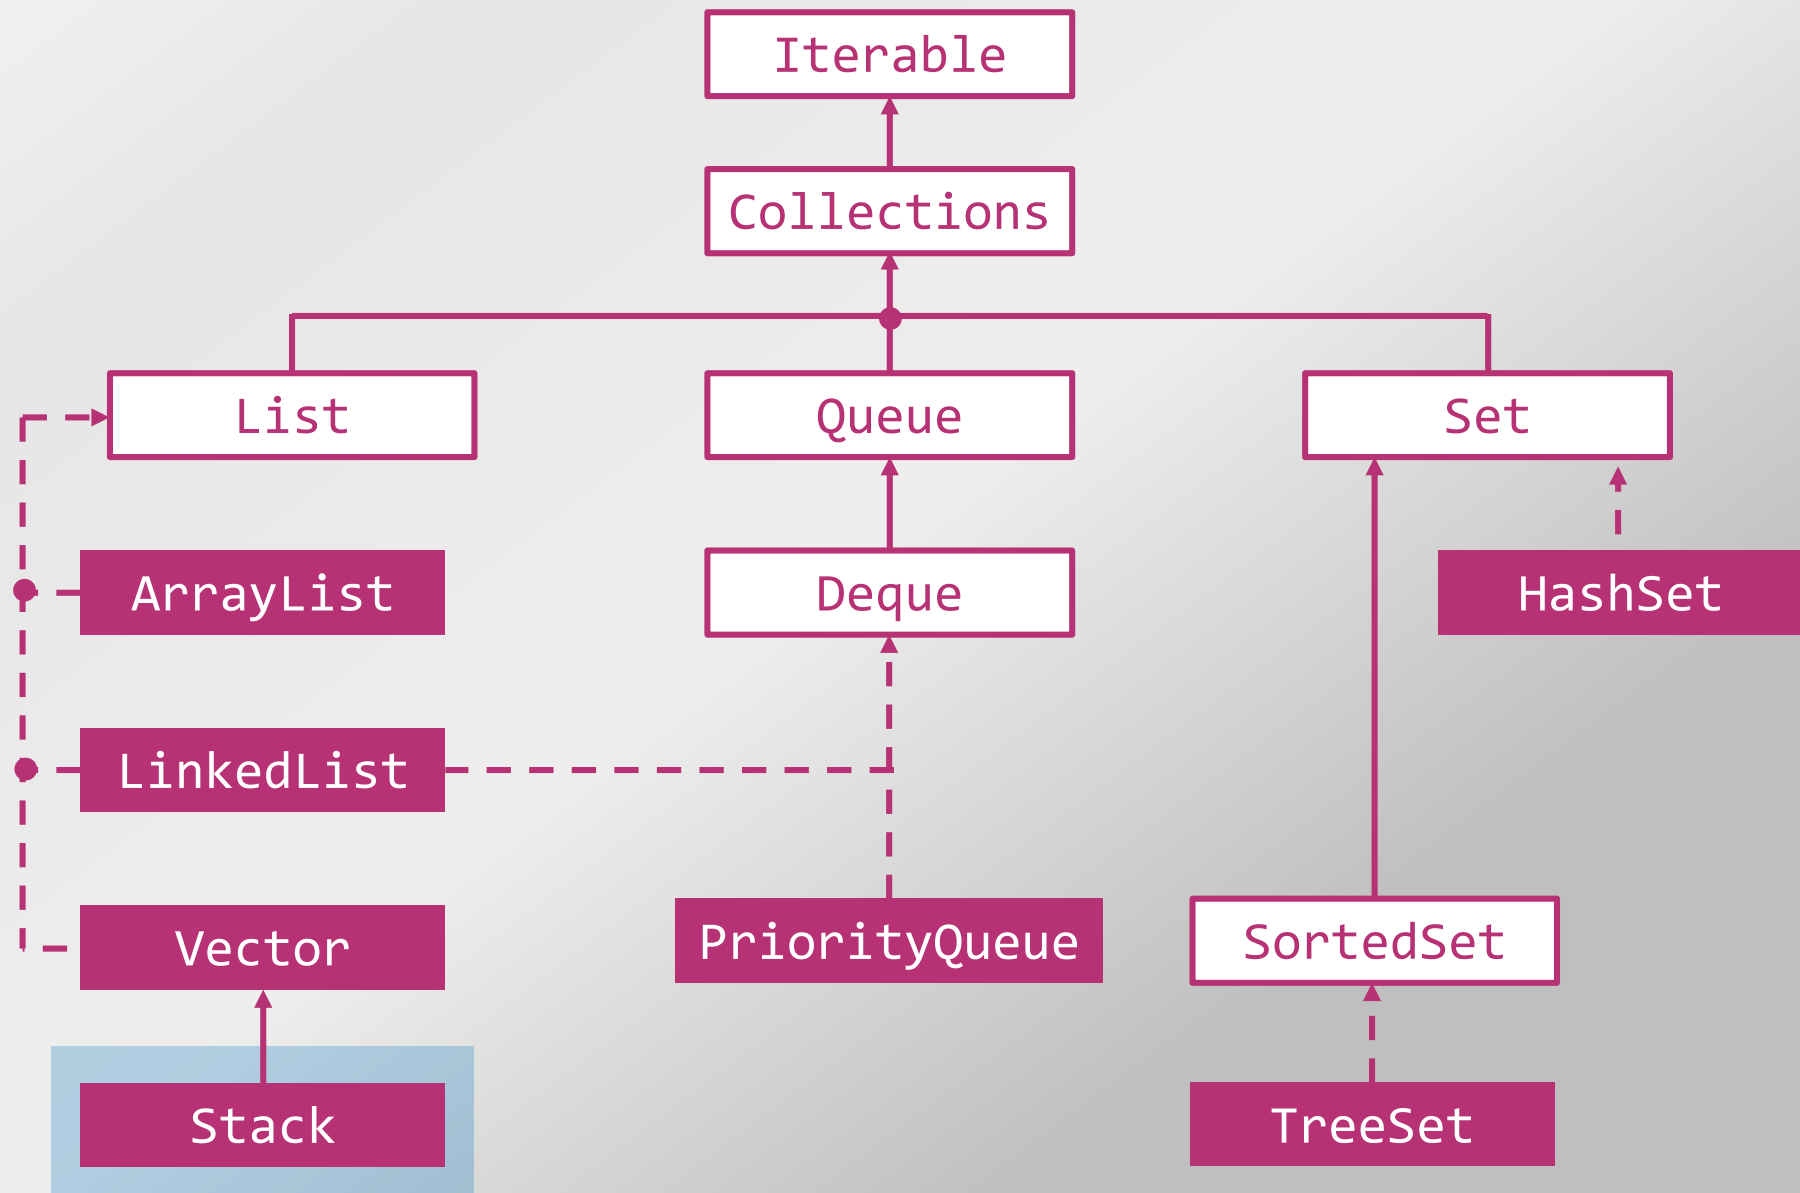 Iterable
Collections
List
Queue
Set
ArrayList
Deque
HashSet
LinkedList
Vector
PriorityQueue
SortedSet
Stack
TreeSet